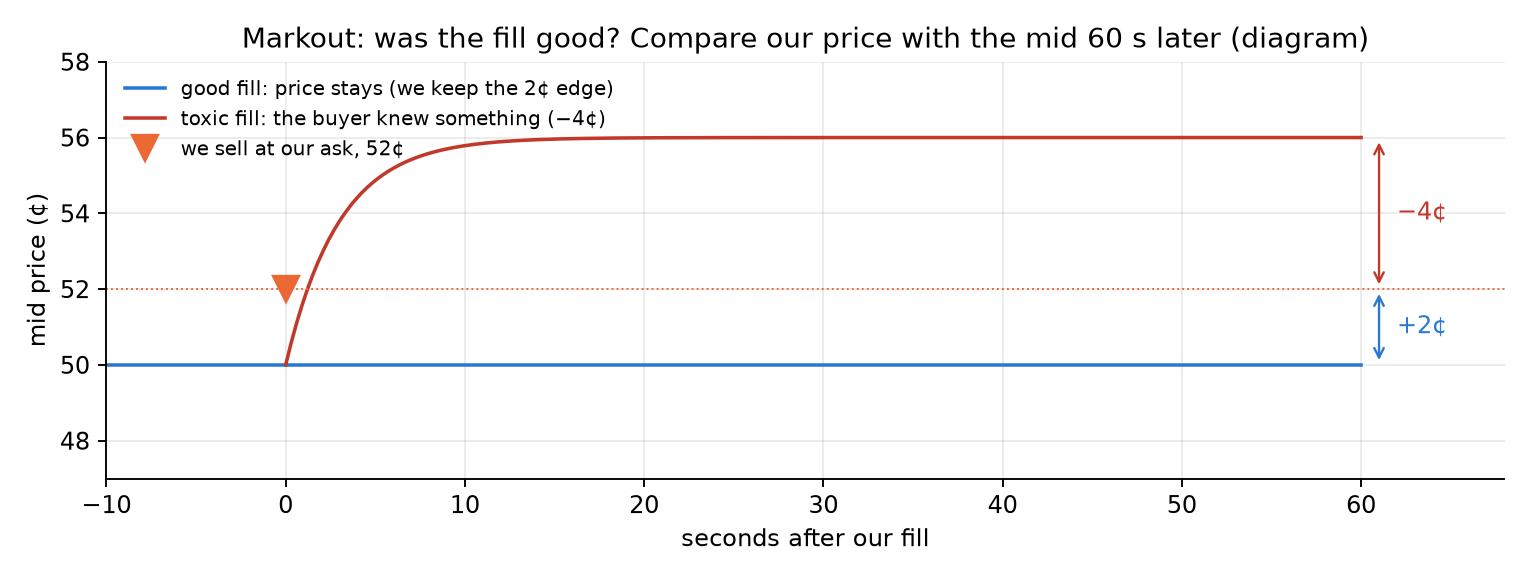 Markout: was the fill good? Compare our price with the mid 60 s later (diagram)
good fill: price stays (we keep the 2¢ edge)
toxic fill: the buyer knew something (−4¢)
we sell at our ask, 52¢
mid price (¢)
58
56
54
52
50
48
−4¢
+2¢
−10
0
10
20
30
40
50
60
seconds after our fill